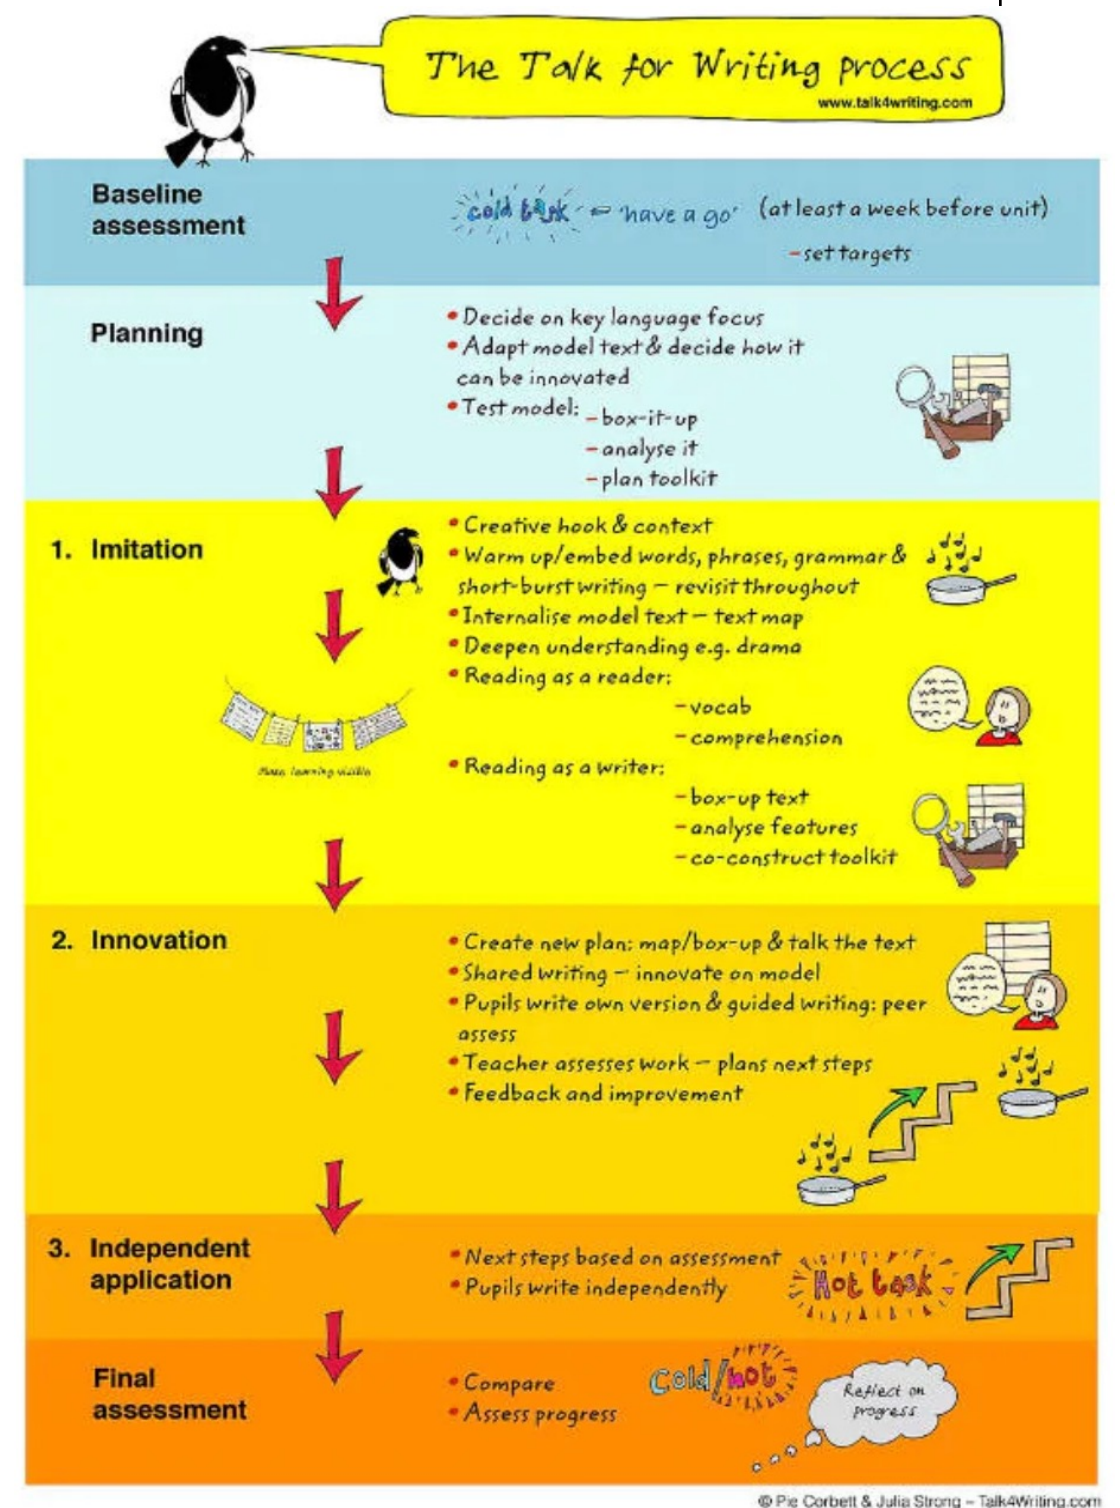 The Talk for Writing process
www.talk4writing.com
Baseline
assessment
cold task - 'have a go' (at least a week before unit)
- set targets
Planning
• Decide on key language focus
• Adapt model text & decide how it
can be innovated
• Test model: - box-it-up
- analyse it
- plan toolkit
1. Imitation
• Creative hook & context
• Warm up/embed words, phrases, grammar &
short-burst writing – revisit throughout
• Internalise model text – text map
• Deepen understanding e.g. drama
• Reading as a reader:
- vocab
- comprehension
Make learning visible
• Reading as a writer:
- box-up text
- analyse features
- co-construct toolkit
2. Innovation
• Create new plan: map/box-up & talk the text
• Shared writing – innovate on model
• Pupils write own version & guided writing: peer
assess
• Teacher assesses work – plans next steps
• Feedback and improvement
3. Independent
application
• Next steps based on assessment
• Pupils write independently
Hot task
Final
assessment
• Compare
• Assess progress
Cold/hot
Reflect on
progress
© Pie Corbett & Julia Strong – Talk4Writing.com